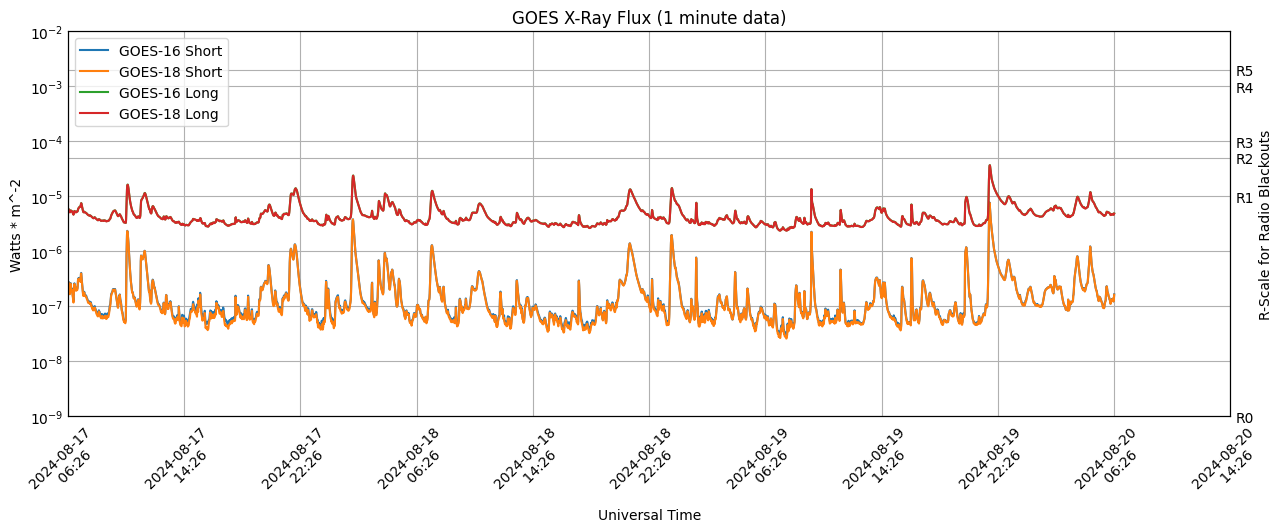 GOES X-Ray Flux (1 minute data)
GOES-16 Short
GOES-18 Short
GOES-16 Long
GOES-18 Long
Watts * m^-2
10⁻²
10⁻³
10⁻⁴
10⁻⁵
10⁻⁶
10⁻⁷
10⁻⁸
10⁻⁹
R5
R4
R3
R2
R1
R0
R-Scale for Radio Blackouts
2024-08-17
06:26
2024-08-17
14:26
2024-08-17
22:26
2024-08-18
06:26
2024-08-18
14:26
2024-08-18
22:26
2024-08-19
06:26
2024-08-19
14:26
2024-08-19
22:26
2024-08-20
06:26
2024-08-20
14:26
Universal Time